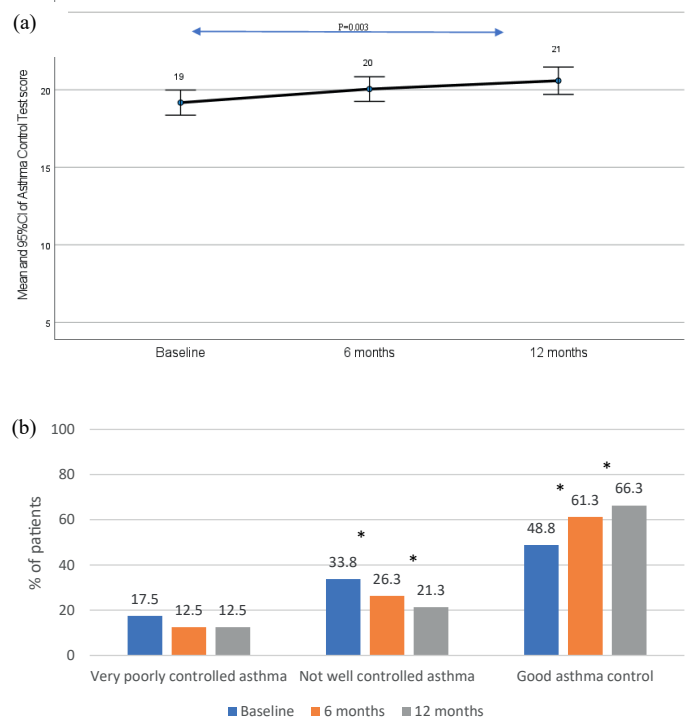 (a)
P=0.003
19
20
21
Mean and 95%CI of Asthma Control Test score
20
15
10
5
Baseline 6 months 12 months
(b)
% of patients
100
80
60
40
20
0
17.5 12.5 12.5
* *
33.8 26.3 21.3
* *
48.8 61.3 66.3
Very poorly controlled asthma Not well controlled asthma Good asthma control
Baseline 6 months 12 months